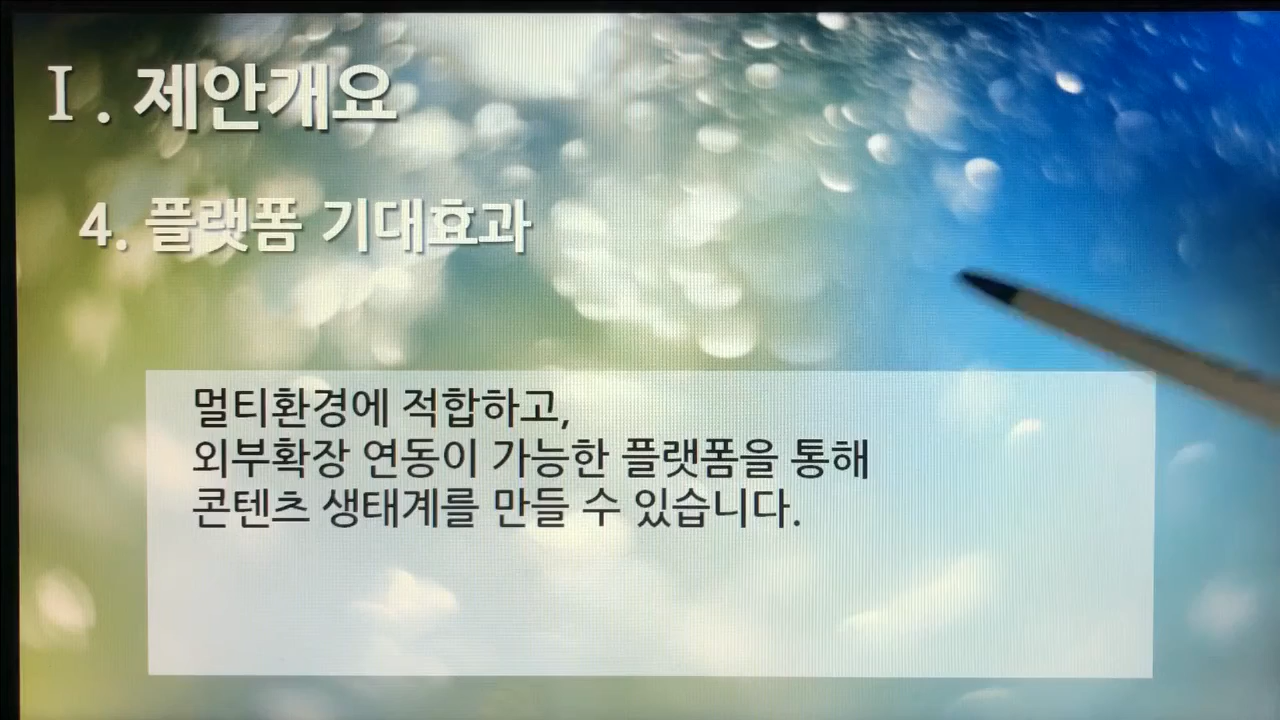 Ⅰ. 제안개요
4. 플랫폼 기대효과
멀티환경에 적합하고,
외부확장 연동이 가능한 플랫폼을 통해
콘텐츠 생태계를 만들 수 있습니다.